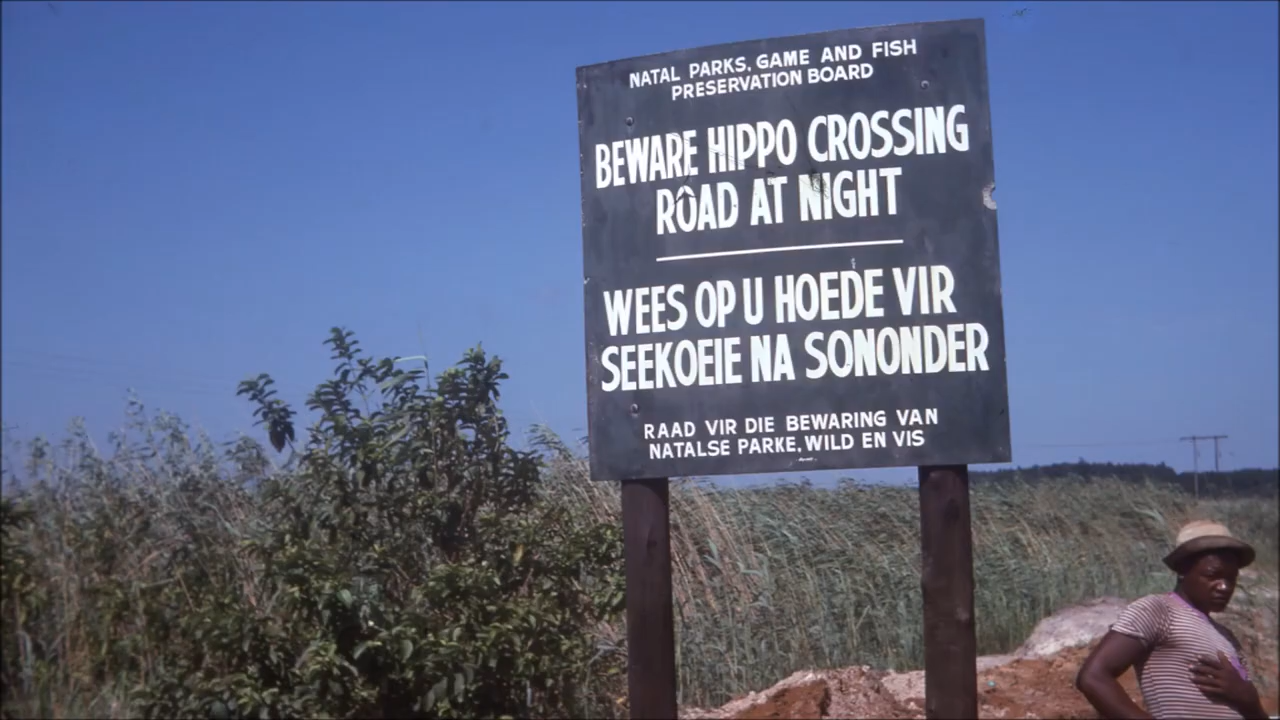 NATAL PARKS, GAME AND FISH
PRESERVATION BOARD
BEWARE HIPPO CROSSING
ROAD AT NIGHT
WEES OP U HOEDE VIR
SEEKOEIE NA SONONDER
RAAD VIR DIE BEWARING VAN
NATALSE PARKE, WILD EN VIS